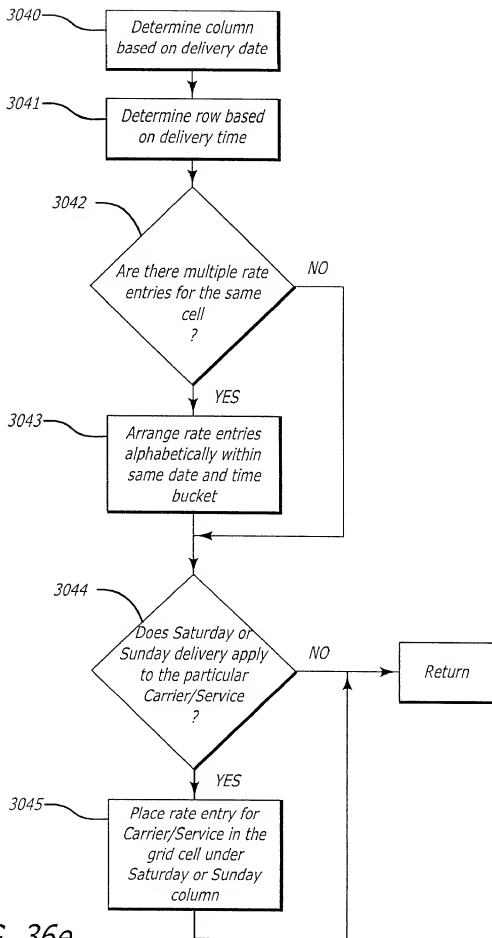 3040
Determine column
based on delivery date
3041
Determine row based
on delivery time
3042
Are there multiple rate
entries for the same
cell
?
NO
YES
3043
Arrange rate entries
alphabetically within
same date and time
bucket
3044
Does Saturday or
Sunday delivery apply
to the particular
Carrier/Service
?
NO
Return
YES
3045
Place rate entry for
Carrier/Service in the
grid cell under
Saturday or Sunday
column
36e